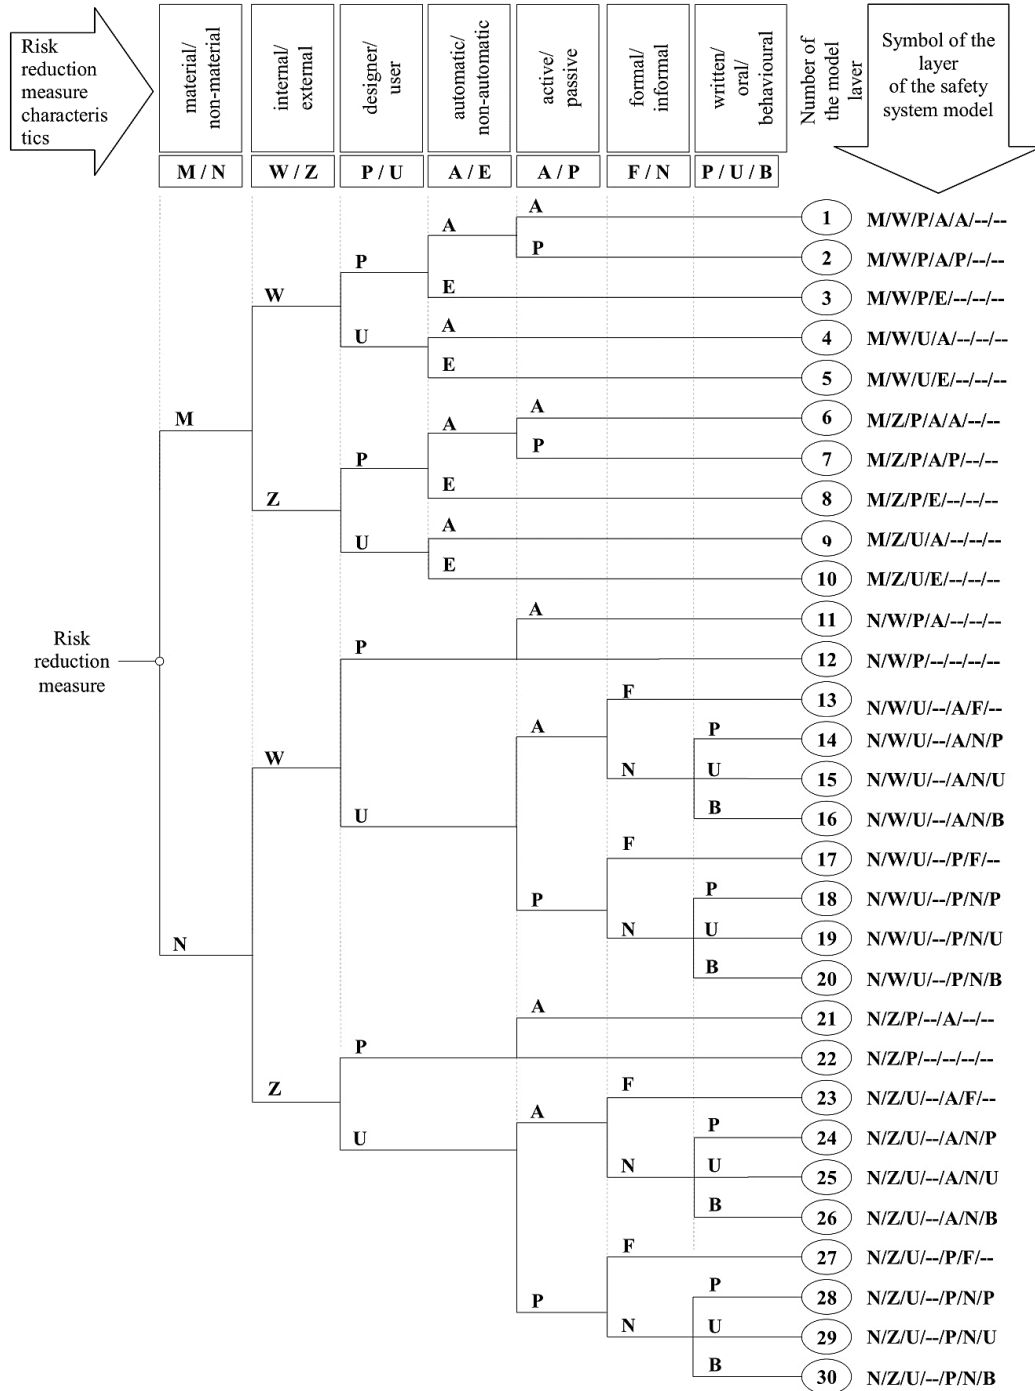 Risk
reduction
measure
characteris
tics
material/
non-material
internal/
external
designer/
user
automatic/
non-automatic
active/
passive
formal/
informal
written/
oral/
behavioural
Number of
the model
layer
Symbol of the
layer
of the safety
system model
M / N
W / Z
P / U
A / E
A / P
F / N
P / U / B
A
1
M/W/P/A/A/--/--
A
P
2
M/W/P/A/P/--/--
P
E
3
M/W/P/E/--/--/--
W
A
4
M/W/U/A/--/--/--
U
E
5
M/W/U/E/--/--/--
M
A
6
M/Z/P/A/A/--/--
A
P
7
M/Z/P/A/P/--/--
P
E
8
M/Z/P/E/--/--/--
Z
A
9
M/Z/U/A/--/--/--
U
E
10
M/Z/U/E/--/--/--
A
11
N/W/P/A/--/--/--
Risk
reduction
measure
P
12
N/W/P/--/--/--/--
F
13
N/W/U/--/A/F/--
A
P
14
N/W/U/--/A/N/P
W
N
U
15
N/W/U/--/A/N/U
U
B
16
N/W/U/--/A/N/B
F
17
N/W/U/--/P/F/--
P
P
18
N/W/U/--/P/N/P
N
N
U
19
N/W/U/--/P/N/U
B
20
N/W/U/--/P/N/B
A
21
N/Z/P/--/A/--/--
P
22
N/Z/P/--/--/--/--
Z
F
23
N/Z/U/--/A/F/--
A
P
24
N/Z/U/--/A/N/P
U
N
U
25
N/Z/U/--/A/N/U
B
26
N/Z/U/--/A/N/B
F
27
N/Z/U/--/P/F/--
P
P
28
N/Z/U/--/P/N/P
N
U
29
N/Z/U/--/P/N/U
B
30
N/Z/U/--/P/N/B